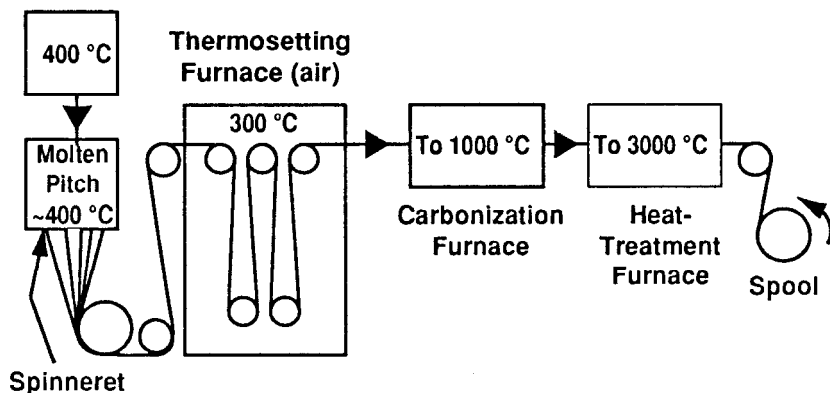 400 °C
Molten
Pitch
~400 °C
Spinneret
Thermosetting
Furnace (air)
300 °C
To 1000 °C
Carbonization
Furnace
To 3000 °C
Heat-
Treatment
Furnace
Spool